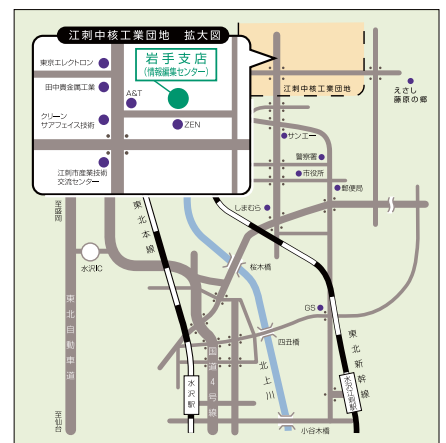 江刺中核工業団地 拡大図
岩手支店
(情報編集センター)
東京エレクトロン
田中貴金属工業
A&T
クリーン
サアフェイス技術
ZEN
江刺市産業技術
交流センター
江刺中核工業団地
えさし
藤原の郷
サンエー
警察署
市役所
郵便局
しまむら
至盛岡
東北本線
水沢IC
桜木橋
東北自動車道
GS
四丑橋
東北新幹線
国道4号線
北上川
水沢駅
水沢江刺駅
至仙台
小谷木橋